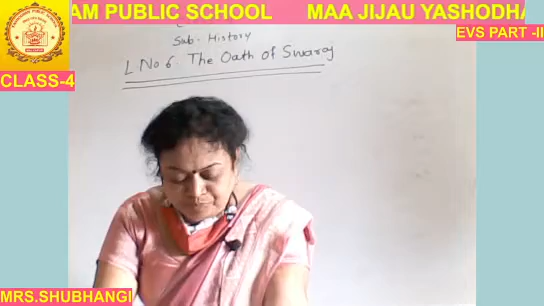 AM PUBLIC SCHOOL MAA JIJAU YASHODHA
EVS PART -II
CLASS-4
Sub - History
L No 6. The Oath of Swaraj
MRS.SHUBHANGI